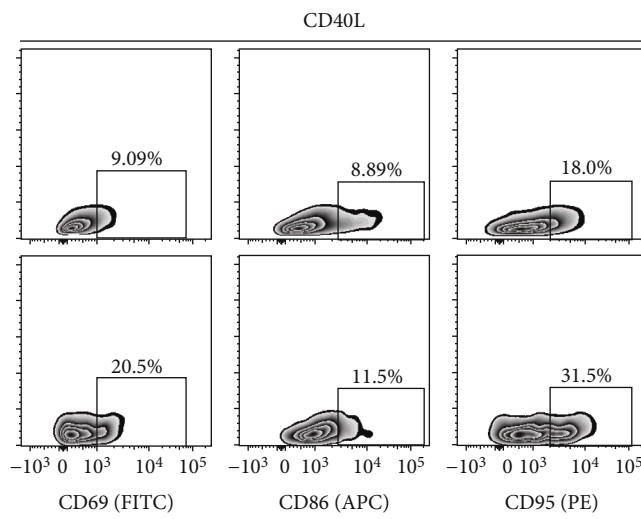 CD40L
9.09% 8.89% 18.0%
20.5% 11.5% 31.5%
−10³ 0 10³ 10⁴ 10⁵ −10³ 0 10³ 10⁴ 10⁵ −10³ 0 10³ 10⁴ 10⁵
CD69 (FITC) CD86 (APC) CD95 (PE)